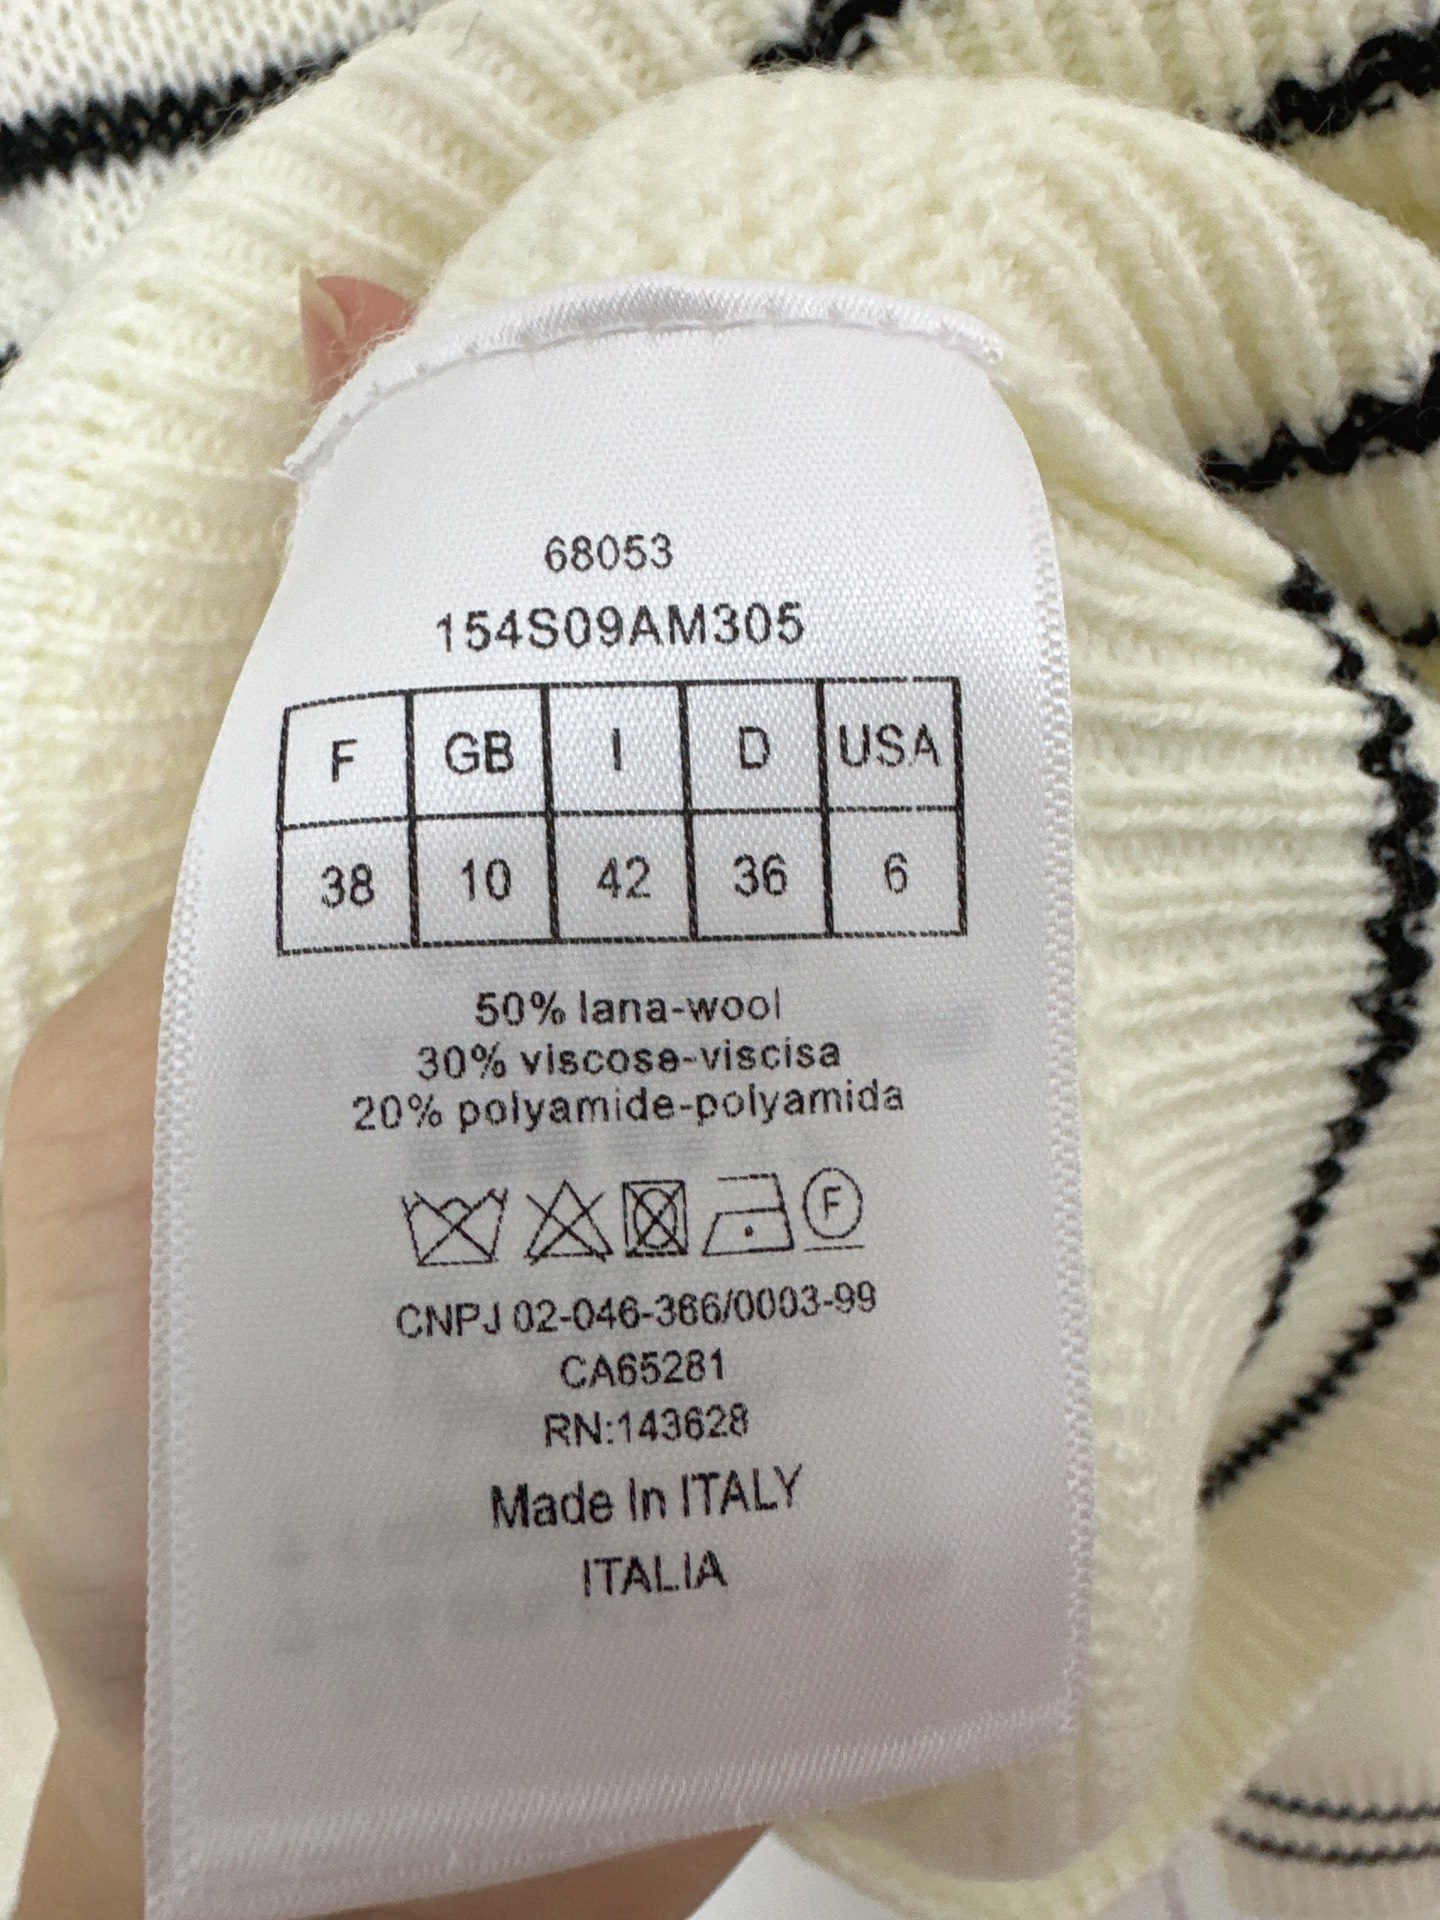 68053
154S09AM305
F GB I D USA
38 10 42 36 6
50% lana-wool
30% viscose-viscisa
20% polyamide-polyamida
F
CNPJ 02-046-366/0003-99
CA65281
RN:143628
Made In ITALY
ITALIA